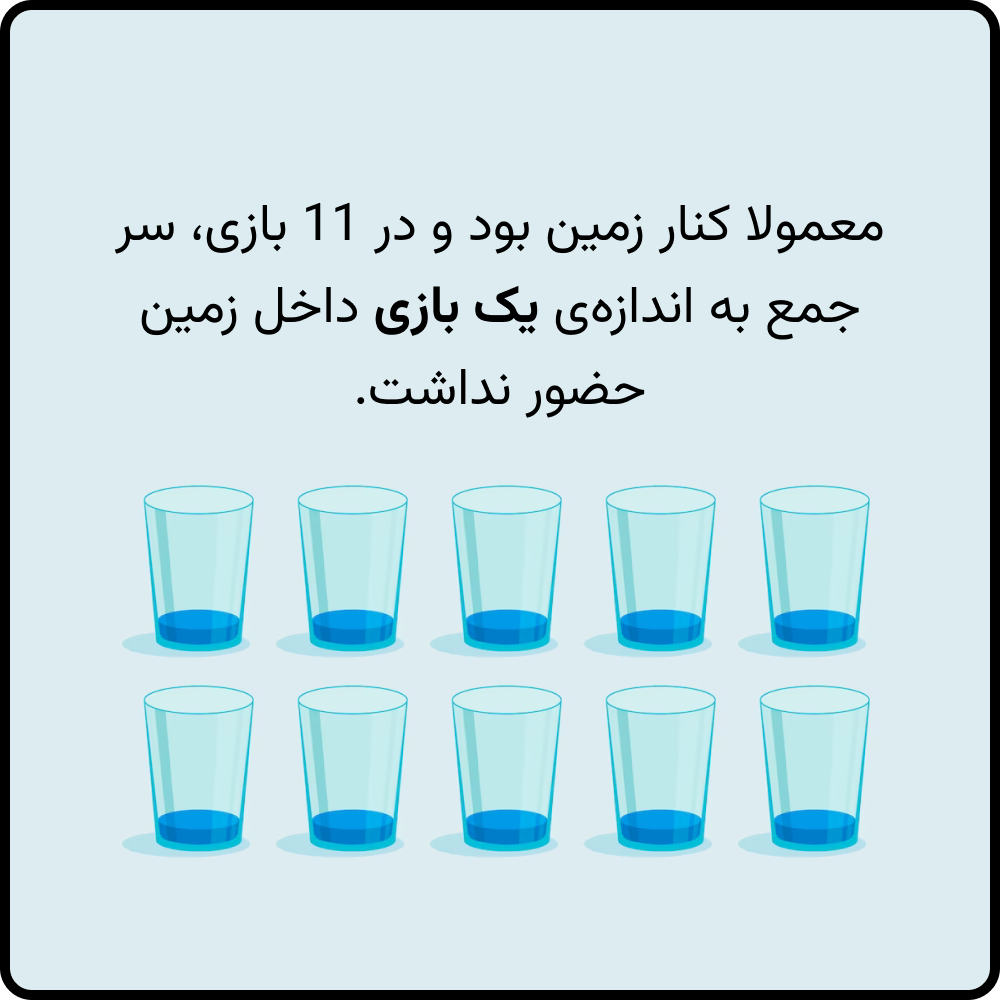 معمولا کنار زمین بود و در 11 بازی، سر
جمع به اندازه‌ی یک بازی داخل زمین
حضور نداشت.